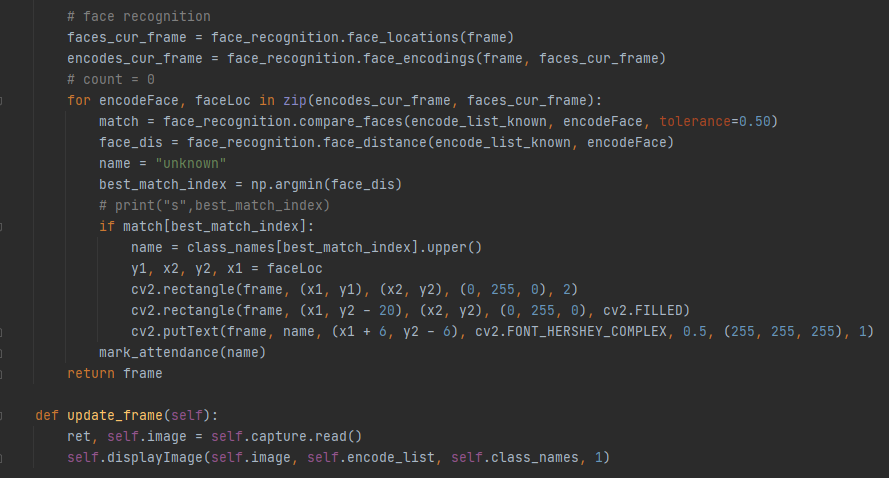 # face recognition
faces_cur_frame = face_recognition.face_locations(frame)
encodes_cur_frame = face_recognition.face_encodings(frame, faces_cur_frame)
# count = 0
for encodeFace, faceLoc in zip(encodes_cur_frame, faces_cur_frame):
match = face_recognition.compare_faces(encode_list_known, encodeFace, tolerance=0.50)
face_dis = face_recognition.face_distance(encode_list_known, encodeFace)
name = "unknown"
best_match_index = np.argmin(face_dis)
# print("s",best_match_index)
if match[best_match_index]:
name = class_names[best_match_index].upper()
y1, x2, y2, x1 = faceLoc
cv2.rectangle(frame, (x1, y1), (x2, y2), (0, 255, 0), 2)
cv2.rectangle(frame, (x1, y2 - 20), (x2, y2), (0, 255, 0), cv2.FILLED)
cv2.putText(frame, name, (x1 + 6, y2 - 6), cv2.FONT_HERSHEY_COMPLEX, 0.5, (255, 255, 255), 1)
mark_attendance(name)
return frame
def update_frame(self):
ret, self.image = self.capture.read()
self.displayImage(self.image, self.encode_list, self.class_names, 1)